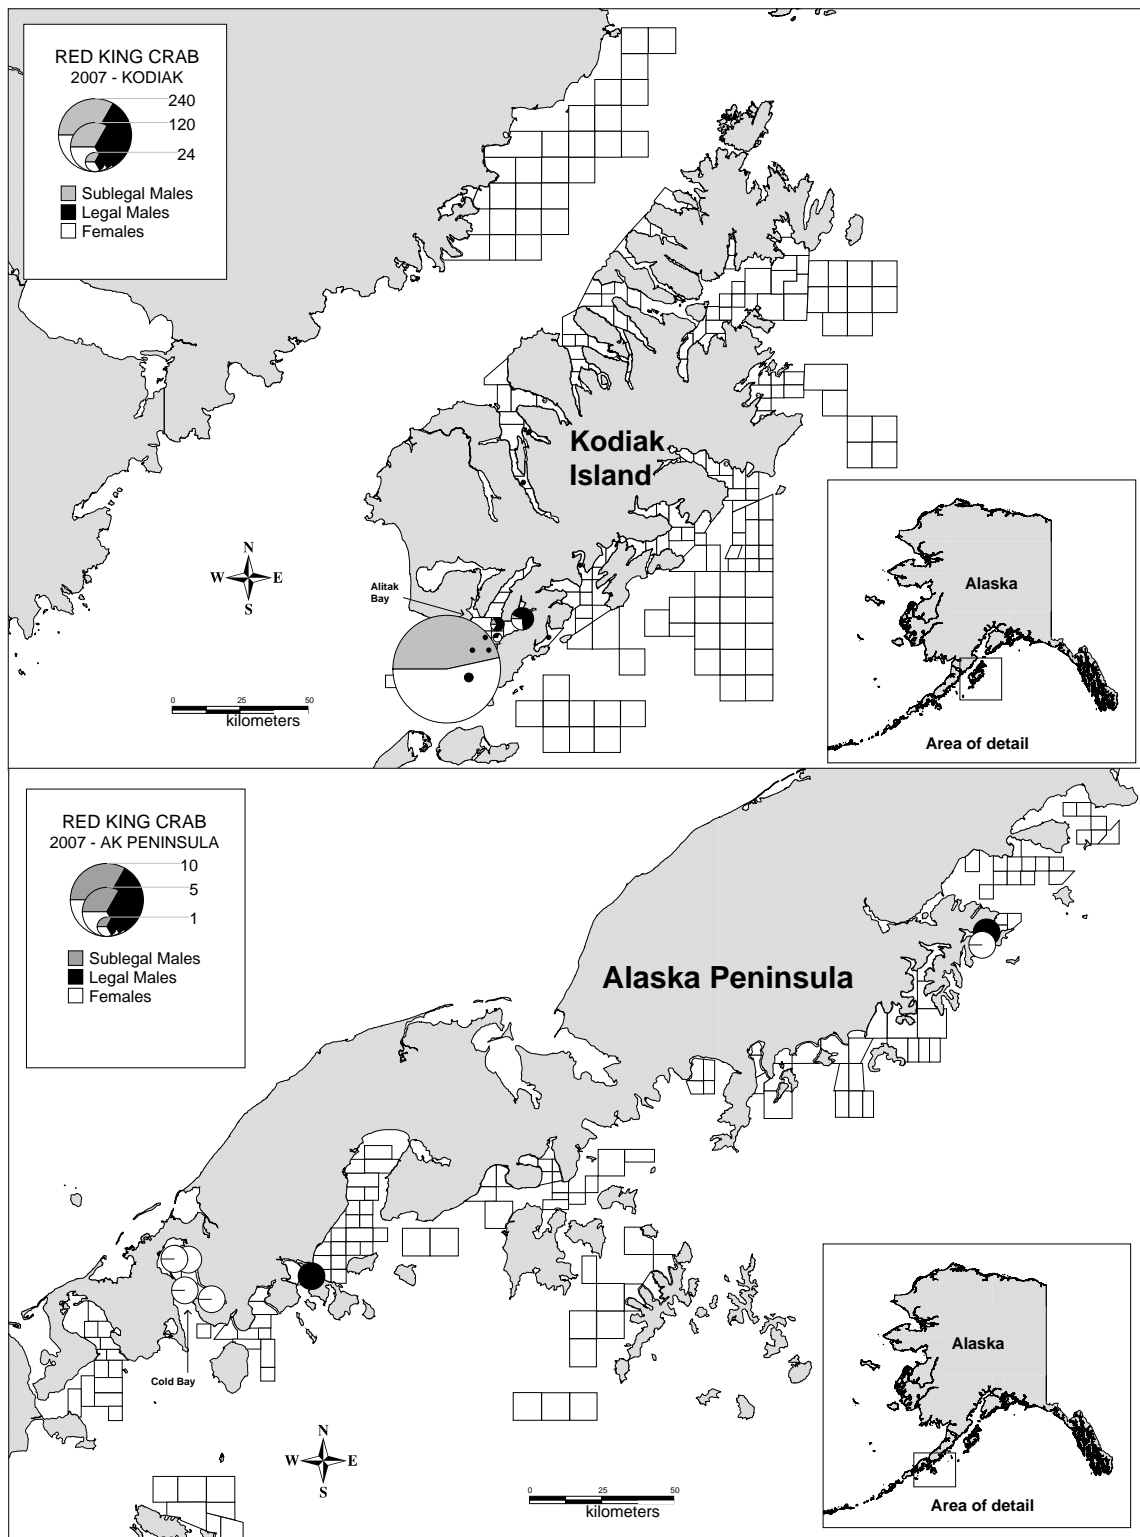 RED KING CRAB
2007 - KODIAK
240
120
24
Sublegal Males
Legal Males
Females
Kodiak
Island
N
W E
S
Alitak
Bay
0 25 50
kilometers
Alaska
Area of detail
RED KING CRAB
2007 - AK PENINSULA
10
5
1
Sublegal Males
Legal Males
Females
Alaska Peninsula
Cold Bay
N
W E
S
0 25 50
kilometers
Alaska
Area of detail